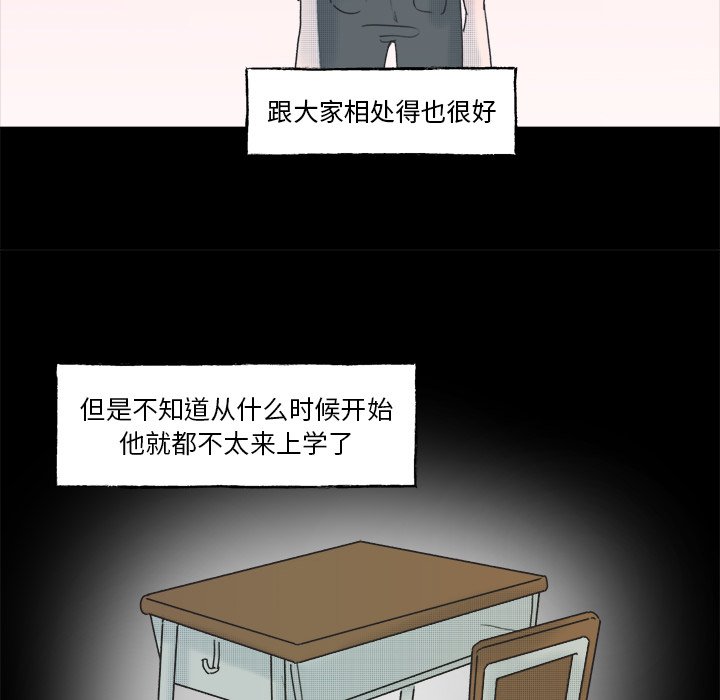 跟大家相处得也很好
但是不知道从什么时候开始
他就都不太来上学了